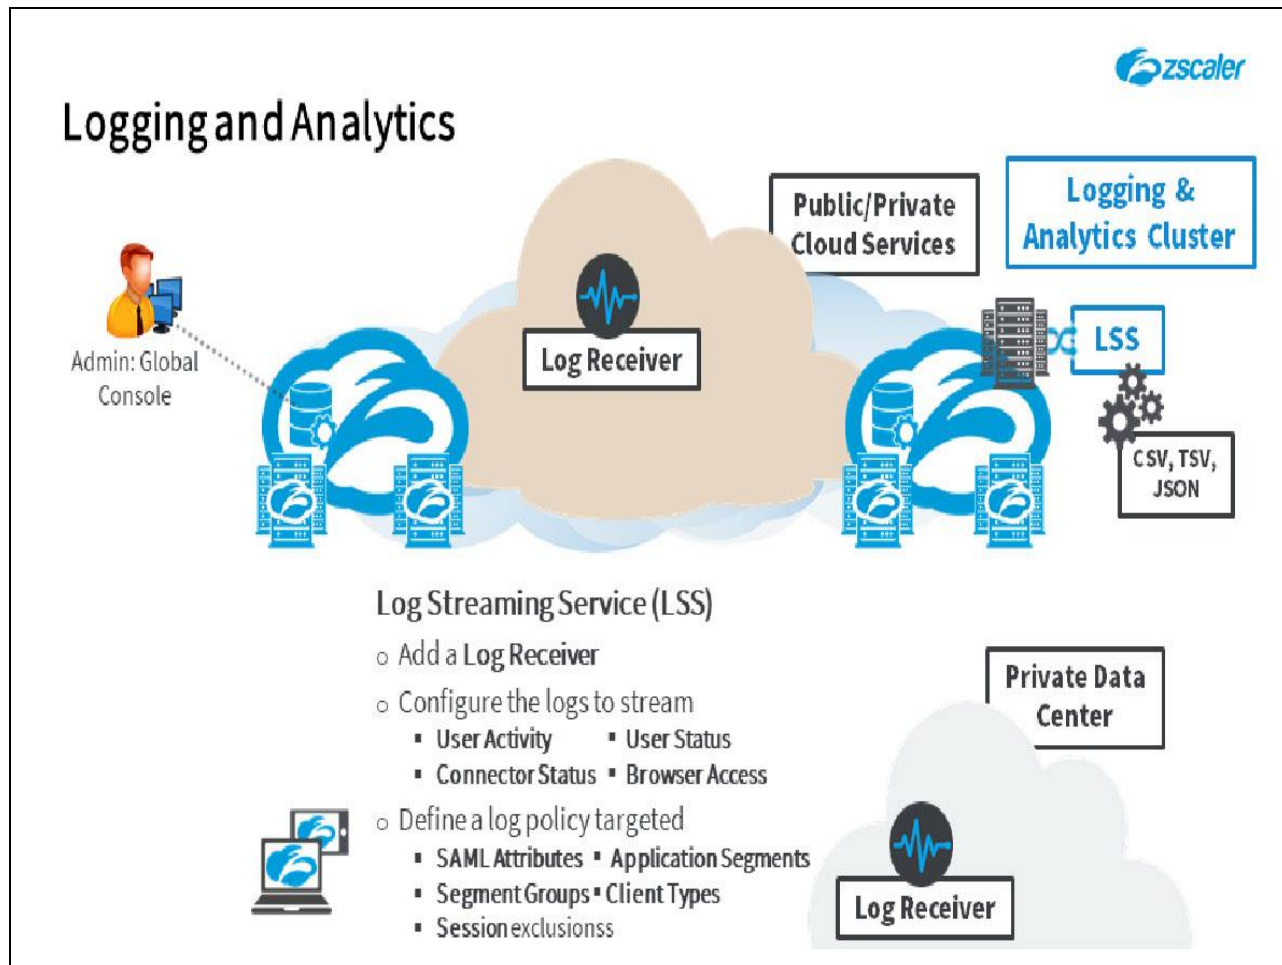 zscaler
Logging and Analytics
Public/Private
Cloud Services
Logging &
Analytics Cluster
Admin: Global
Console
Log Receiver
LSS
CSV, TSV,
JSON
Log Streaming Service (LSS)
o Add a Log Receiver
o Configure the logs to stream
▪ User Activity ▪ User Status
▪ Connector Status ▪ Browser Access
o Define a log policy targeted
▪ SAML Attributes ▪ Application Segments
▪ Segment Groups ▪ Client Types
▪ Session exclusionss
Private Data
Center
Log Receiver